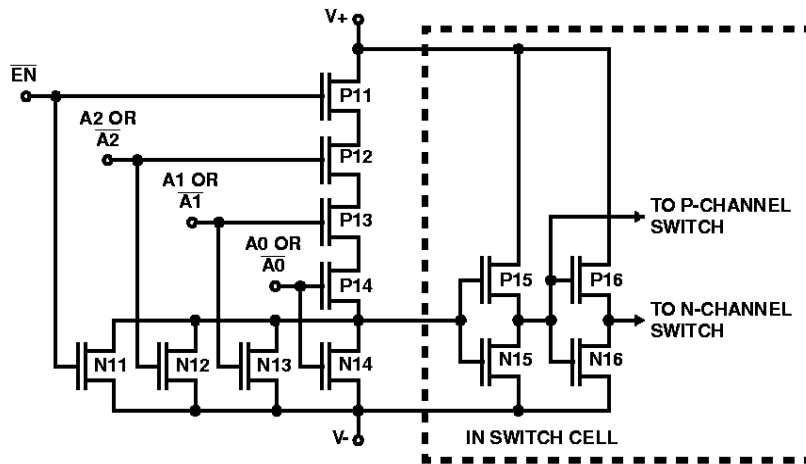 V+
EN
P11
A2 OR
A2
P12
A1 OR
A1
P13
TO P-CHANNEL
SWITCH
A0 OR
A0
P14
P15
P16
TO N-CHANNEL
SWITCH
N11
N12
N13
N14
N15
N16
V-
IN SWITCH CELL